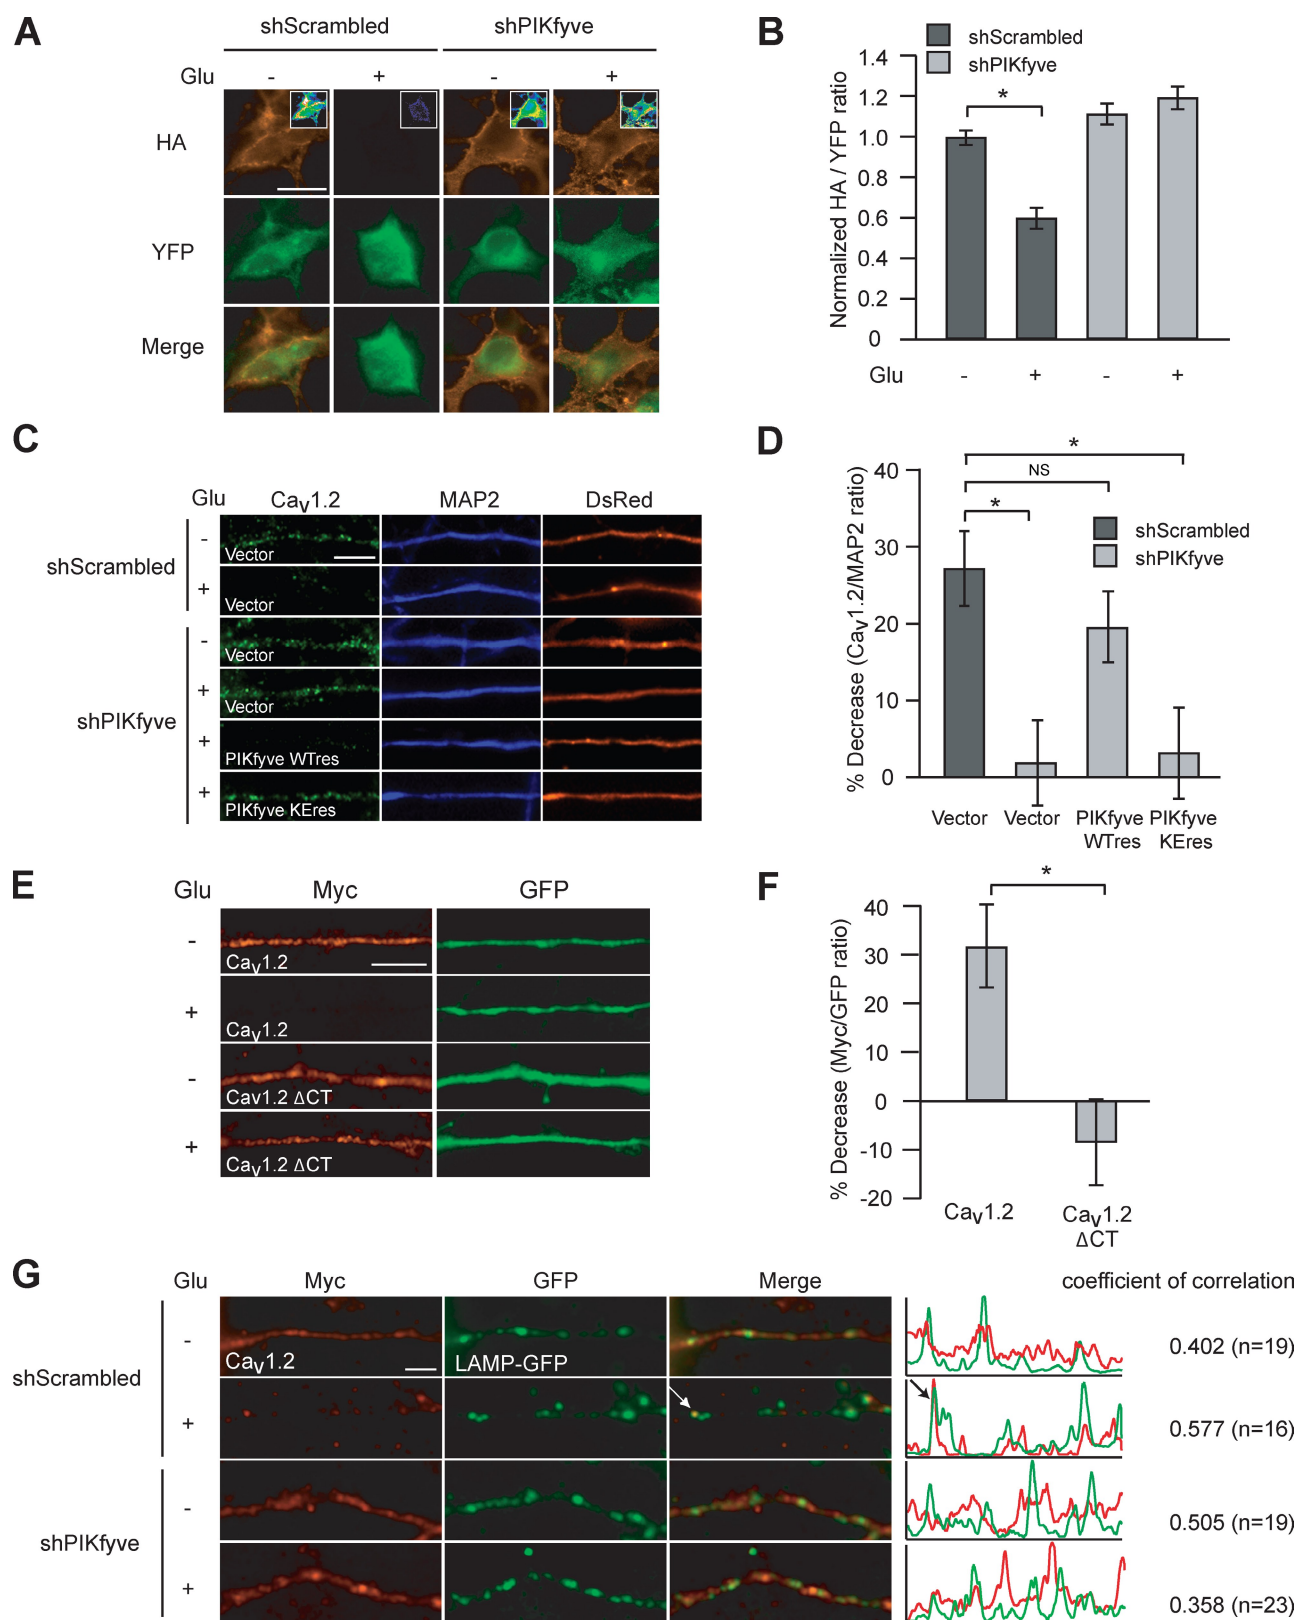 A
shScrambled shPIKfyve
Glu - + - +
HA
YFP
Merge
B
shScrambled
shPIKfyve
Normalized HA / YFP ratio
1.4
1.2
1.0
0.8
0.6
0.4
0.2
0
*
Glu - + - +
C
Glu Cav1.2 MAP2 DsRed
shScrambled
- Vector
+ Vector
shPIKfyve
- Vector
+ Vector
+ PIKfyve WTres
+ PIKfyve KEres
D
% Decrease (Cav1.2/MAP2 ratio)
40
30
20
10
0
*
NS
*
shScrambled
shPIKfyve
Vector Vector PIKfyve PIKfyve
WTres KEres
E
Glu Myc GFP
- Cav1.2
+ Cav1.2
- Cav1.2 ΔCT
+ Cav1.2 ΔCT
F
% Decrease (Myc/GFP ratio)
40
30
20
10
0
-10
-20
*
Cav1.2 Cav1.2
ΔCT
G
Glu Myc GFP Merge coefficient of correlation
shScrambled
- Cav1.2 LAMP-GFP 0.402 (n=19)
+ 0.577 (n=16)
shPIKfyve
- 0.505 (n=19)
+ 0.358 (n=23)